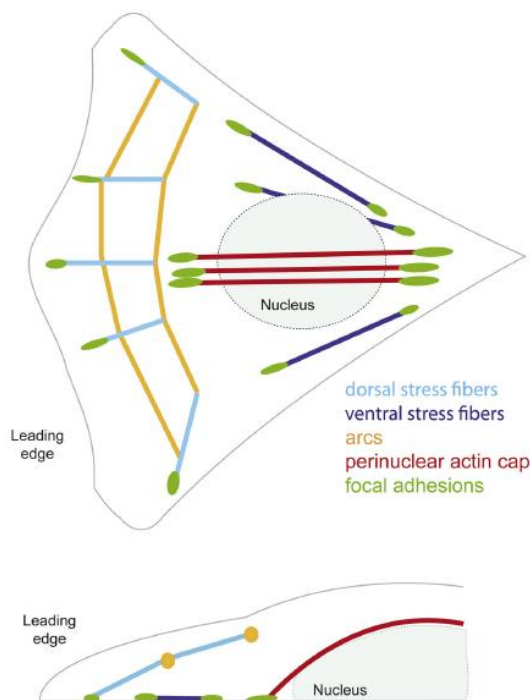 Nucleus
dorsal stress fibers
ventral stress fibers
arcs
perinuclear actin cap
focal adhesions
Leading
edge
Leading
edge
Nucleus